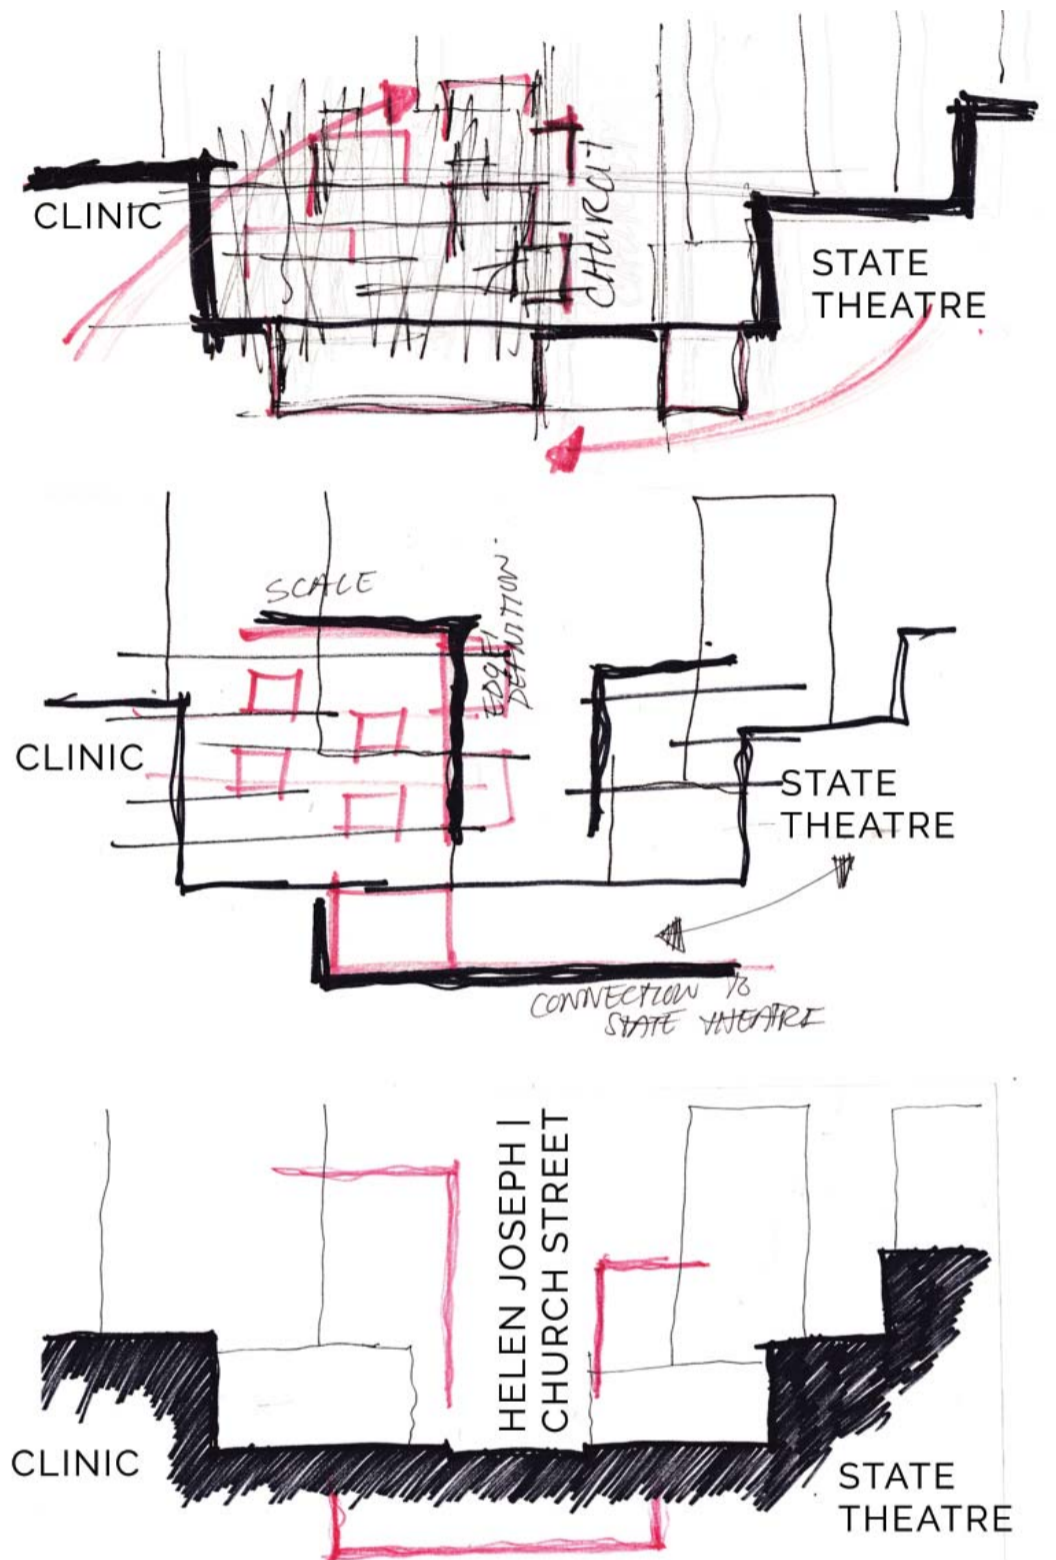 CLINIC
CHURCH
STATE
THEATRE
SCALE
EDGE
DEFINITION.
CLINIC
STATE
THEATRE
CONNECTION TO
STATE THEATRE
HELEN JOSEPH |
CHURCH STREET
CLINIC
STATE
THEATRE